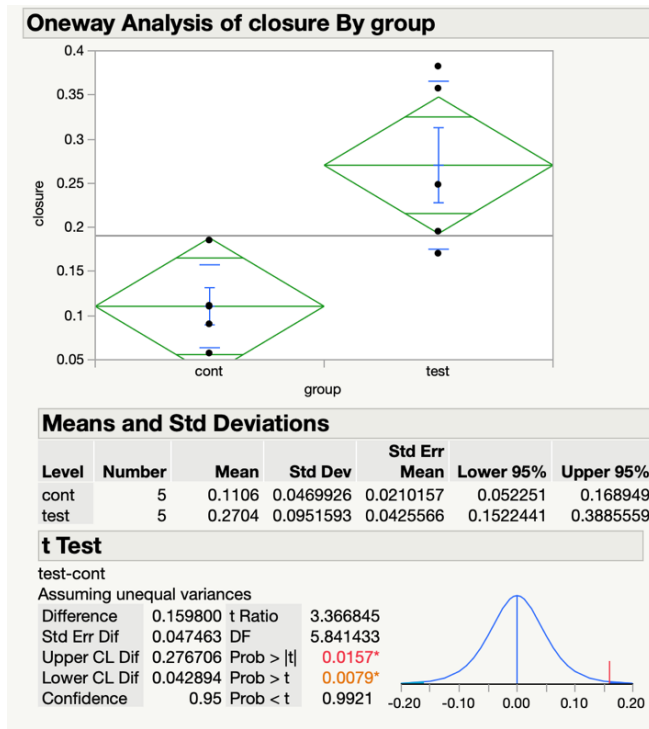 Oneway Analysis of closure By group
0.4
0.35
0.3
0.25
0.2
0.15
0.1
0.05
closure
cont test
group
Means and Std Deviations
Level Number Mean Std Dev Std Err Mean Lower 95% Upper 95%
cont 5 0.1106 0.0469926 0.0210157 0.052251 0.168949
test 5 0.2704 0.0951593 0.0425566 0.1522441 0.3885559
t Test
test-cont
Assuming unequal variances
Difference 0.159800 t Ratio 3.366845
Std Err Dif 0.047463 DF 5.841433
Upper CL Dif 0.276706 Prob > |t| 0.0157*
Lower CL Dif 0.042894 Prob > t 0.0079*
Confidence 0.95 Prob < t 0.9921
-0.20 -0.10 0.00 0.10 0.20